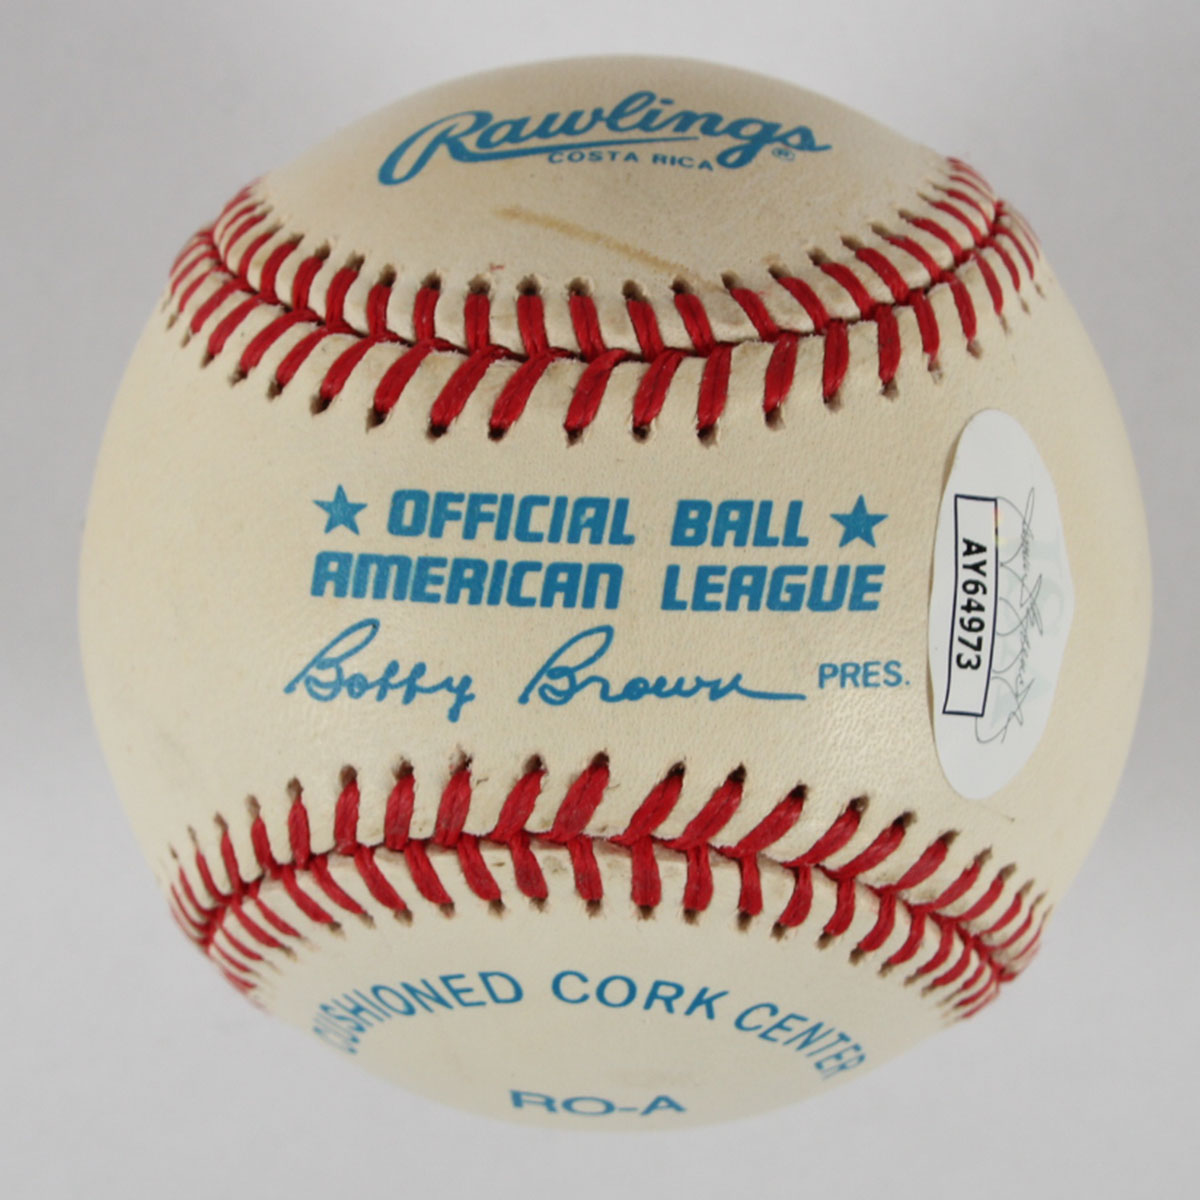 Rawlings®
COSTA RICA
★ OFFICIAL BALL ★
AMERICAN LEAGUE
Bobby Brown PRES.
AY64973
CUSHIONED CORK CENTER
RO-A